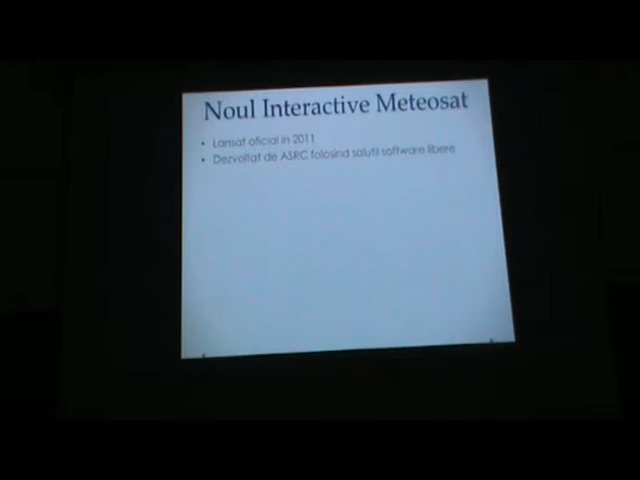 Noul Interactive Meteosat
• Lansat oficial in 2011
• Dezvoltat de ASRC folosind solutii software libere